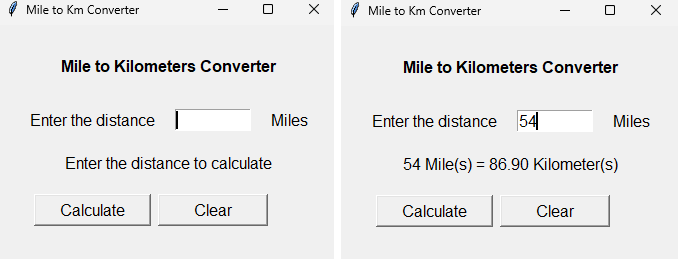 Mile to Km Converter
Mile to Kilometers Converter
Enter the distance Miles
Enter the distance to calculate
Calculate Clear
Mile to Km Converter
Mile to Kilometers Converter
Enter the distance 54 Miles
54 Mile(s) = 86.90 Kilometer(s)
Calculate Clear